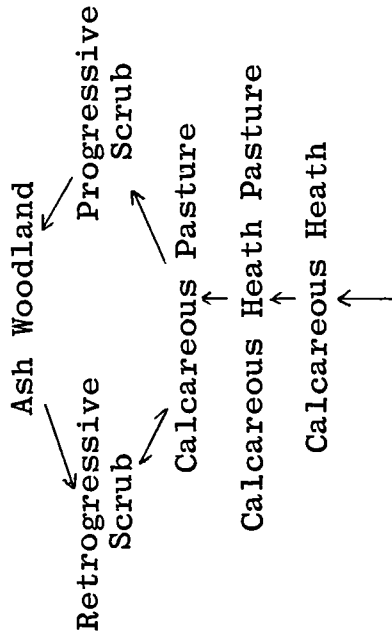 Ash Woodland
Retrogressive
Scrub
Progressive
Scrub
Calcareous Pasture
Calcareous Heath Pasture
Calcareous Heath